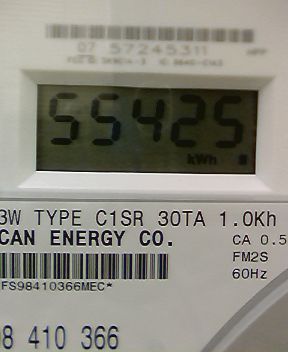 07 57245311
55425
kWh
3W TYPE C1SR 30TA 1.0Kh
CAN ENERGY CO.
CA 0.5
FM2S
60Hz
FS98410366MEC*
98 410 366